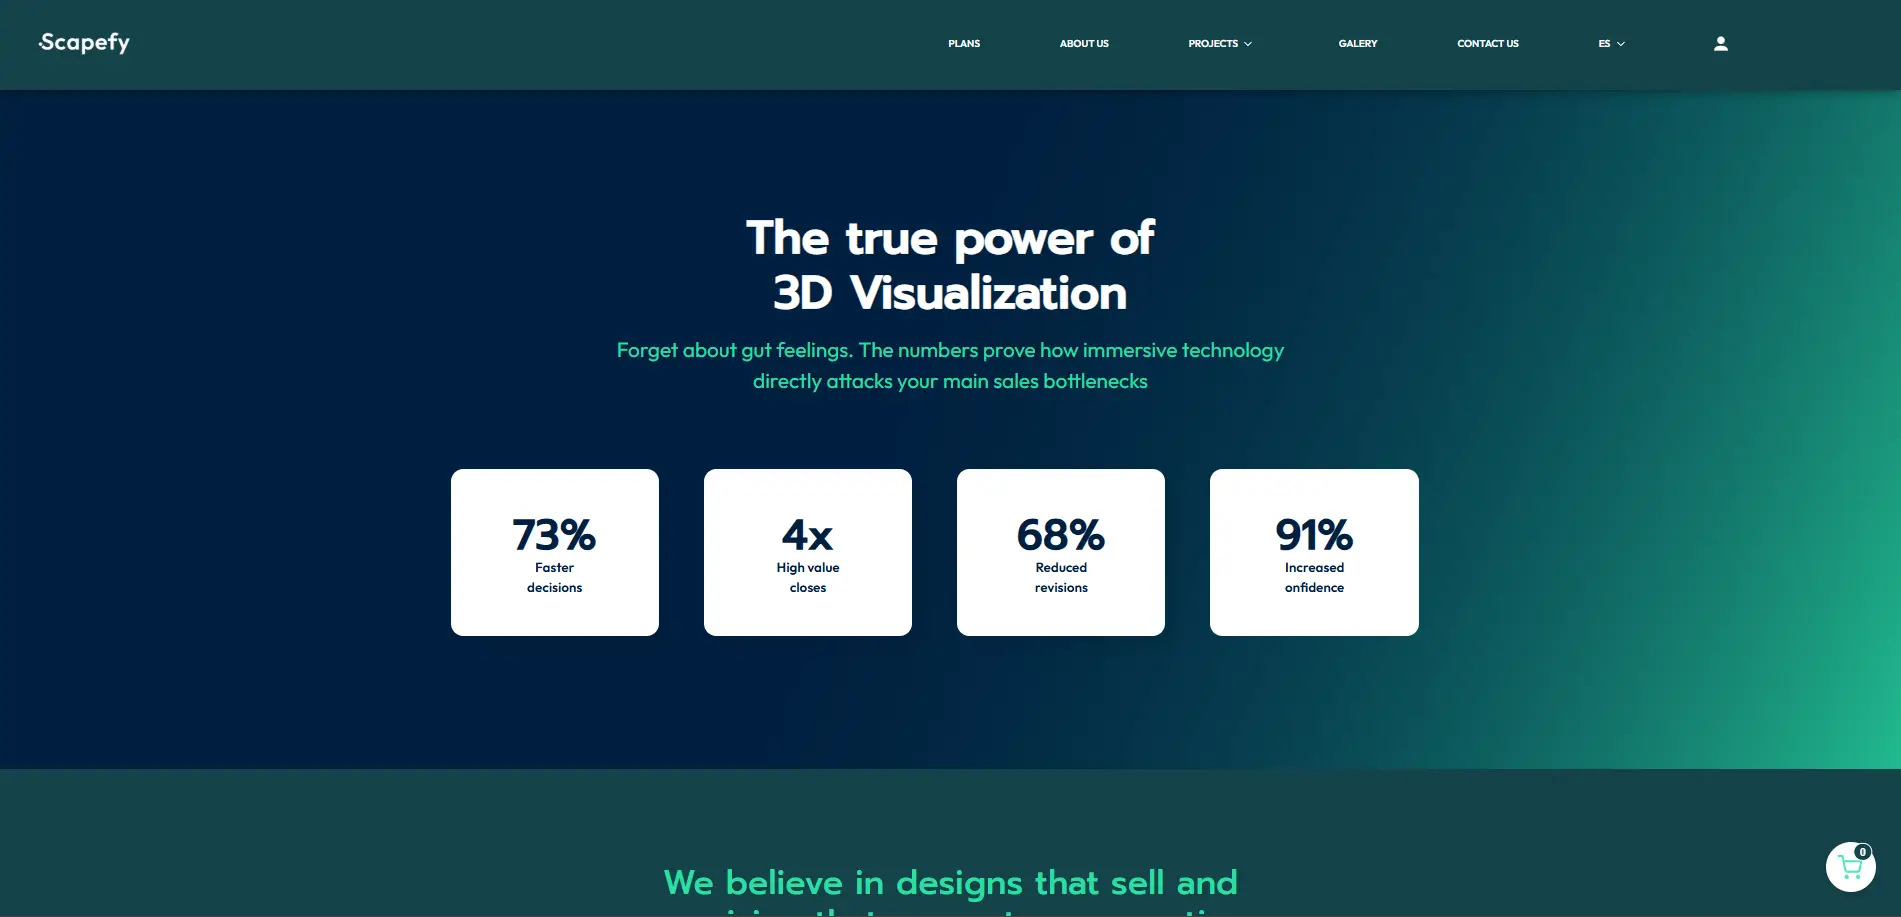 Scapefy
PLANS
ABOUT US
PROJECTS
GALERY
CONTACT US
ES
The true power of
3D Visualization
Forget about gut feelings. The numbers prove how immersive technology
directly attacks your main sales bottlenecks
73%
Faster
decisions
4x
High value
closes
68%
Reduced
revisions
91%
Increased
onfidence
We believe in designs that sell and
0